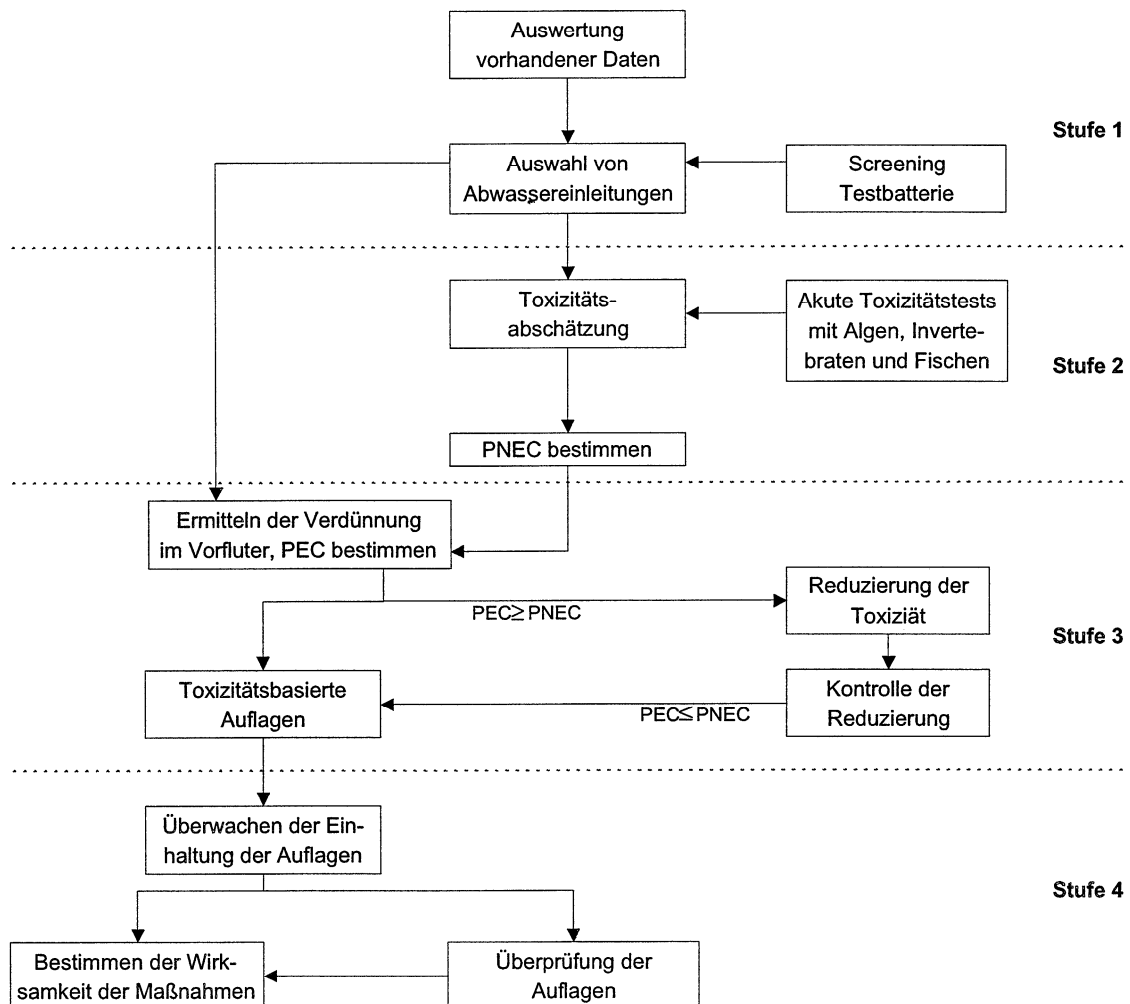 Auswertung
vorhandener Daten
Stufe 1
Auswahl von
Abwassereinleitungen
Screening
Testbatterie
Toxizitäts-
abschätzung
Akute Toxizitätstests
mit Algen, Inverte-
braten und Fischen
Stufe 2
PNEC bestimmen
Ermitteln der Verdünnung
im Vorfluter, PEC bestimmen
PEC≥PNEC
Reduzierung der
Toxiziät
Stufe 3
Toxizitätsbasierte
Auflagen
PEC≤PNEC
Kontrolle der
Reduzierung
Überwachen der Ein-
haltung der Auflagen
Stufe 4
Bestimmen der Wirk-
samkeit der Maßnahmen
Überprüfung der
Auflagen